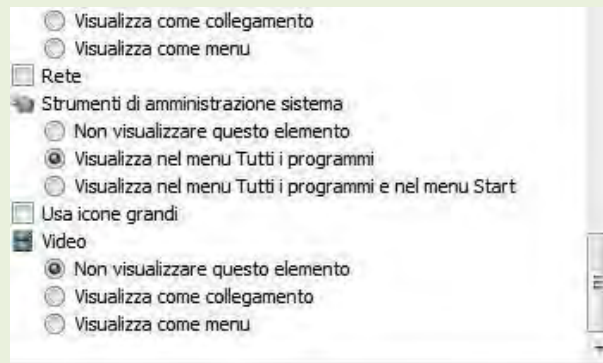 Visualizza come collegamento
Visualizza come menu
Rete
Strumenti di amministrazione sistema
Non visualizzare questo elemento
Visualizza nel menu Tutti i programmi
Visualizza nel menu Tutti i programmi e nel menu Start
Usa icone grandi
Video
Non visualizzare questo elemento
Visualizza come collegamento
Visualizza come menu